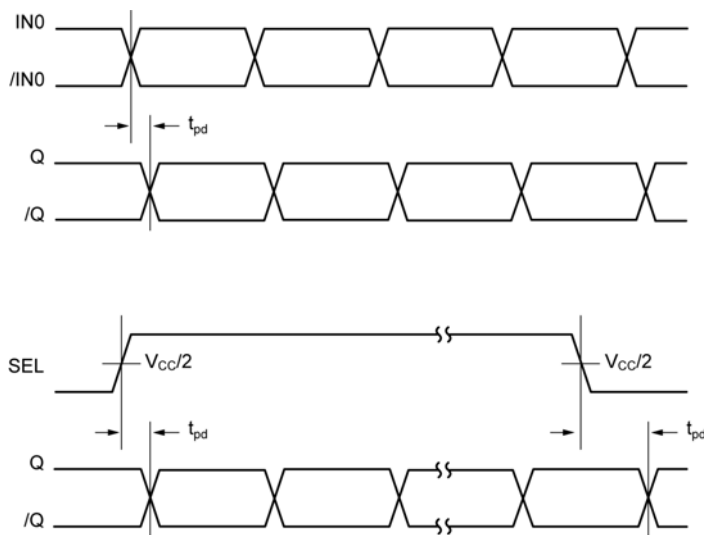 IN0
/IN0
tpd
Q
/Q
SEL
VCC/2
VCC/2
tpd
tpd
Q
/Q